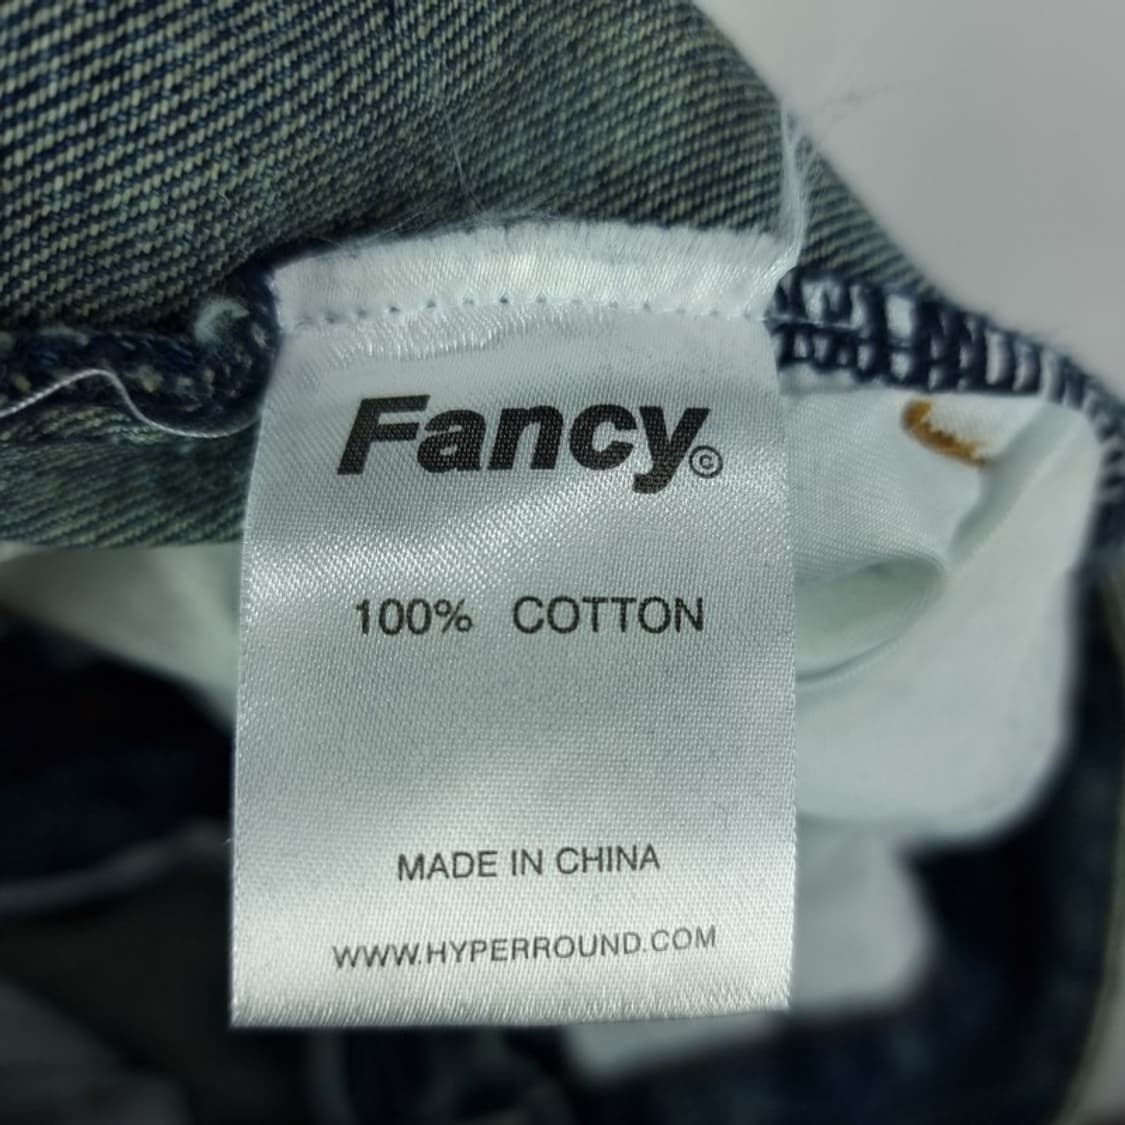 Fancy©
100% COTTON
MADE IN CHINA
WWW.HYPERROUND.COM